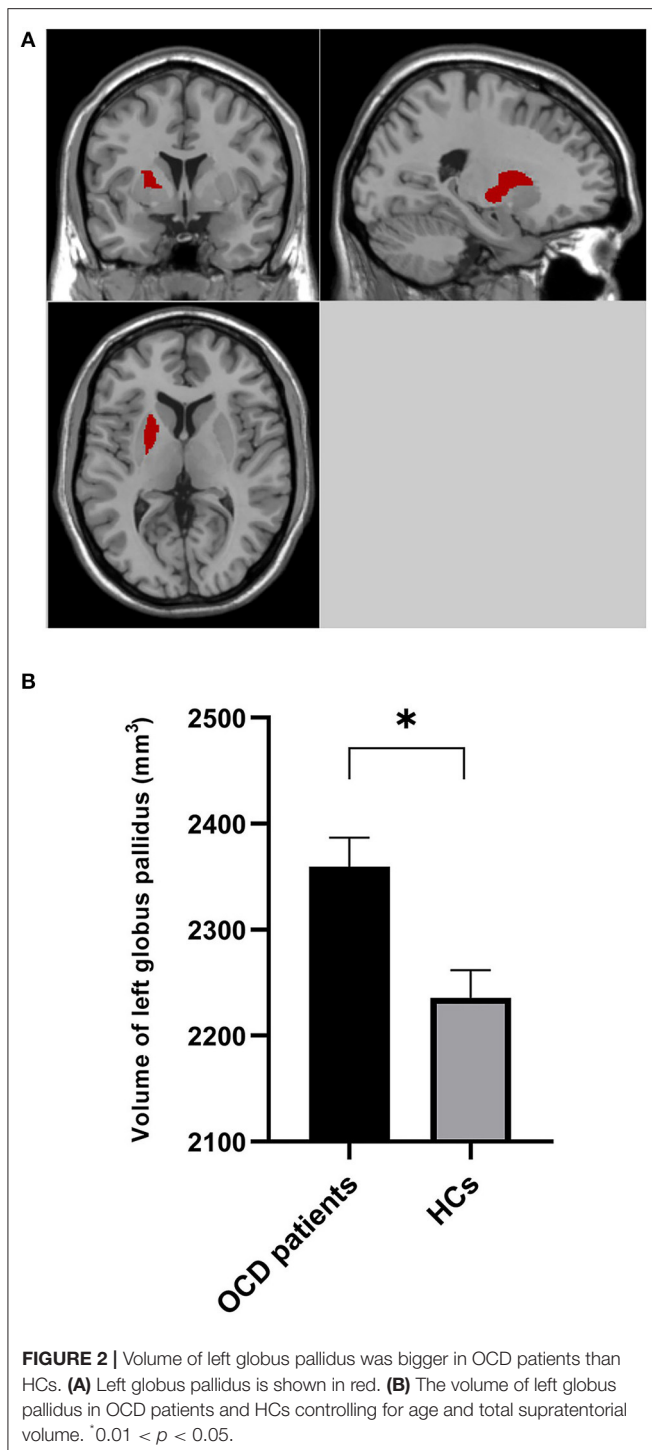 A
B
Volume of left globus pallidus (mm³)
2500
2400
2300
2200
2100
*
OCD patients
HCs
FIGURE 2 | Volume of left globus pallidus was bigger in OCD patients than
HCs. (A) Left globus pallidus is shown in red. (B) The volume of left globus
pallidus in OCD patients and HCs controlling for age and total supratentorial
volume. *0.01 < p < 0.05.